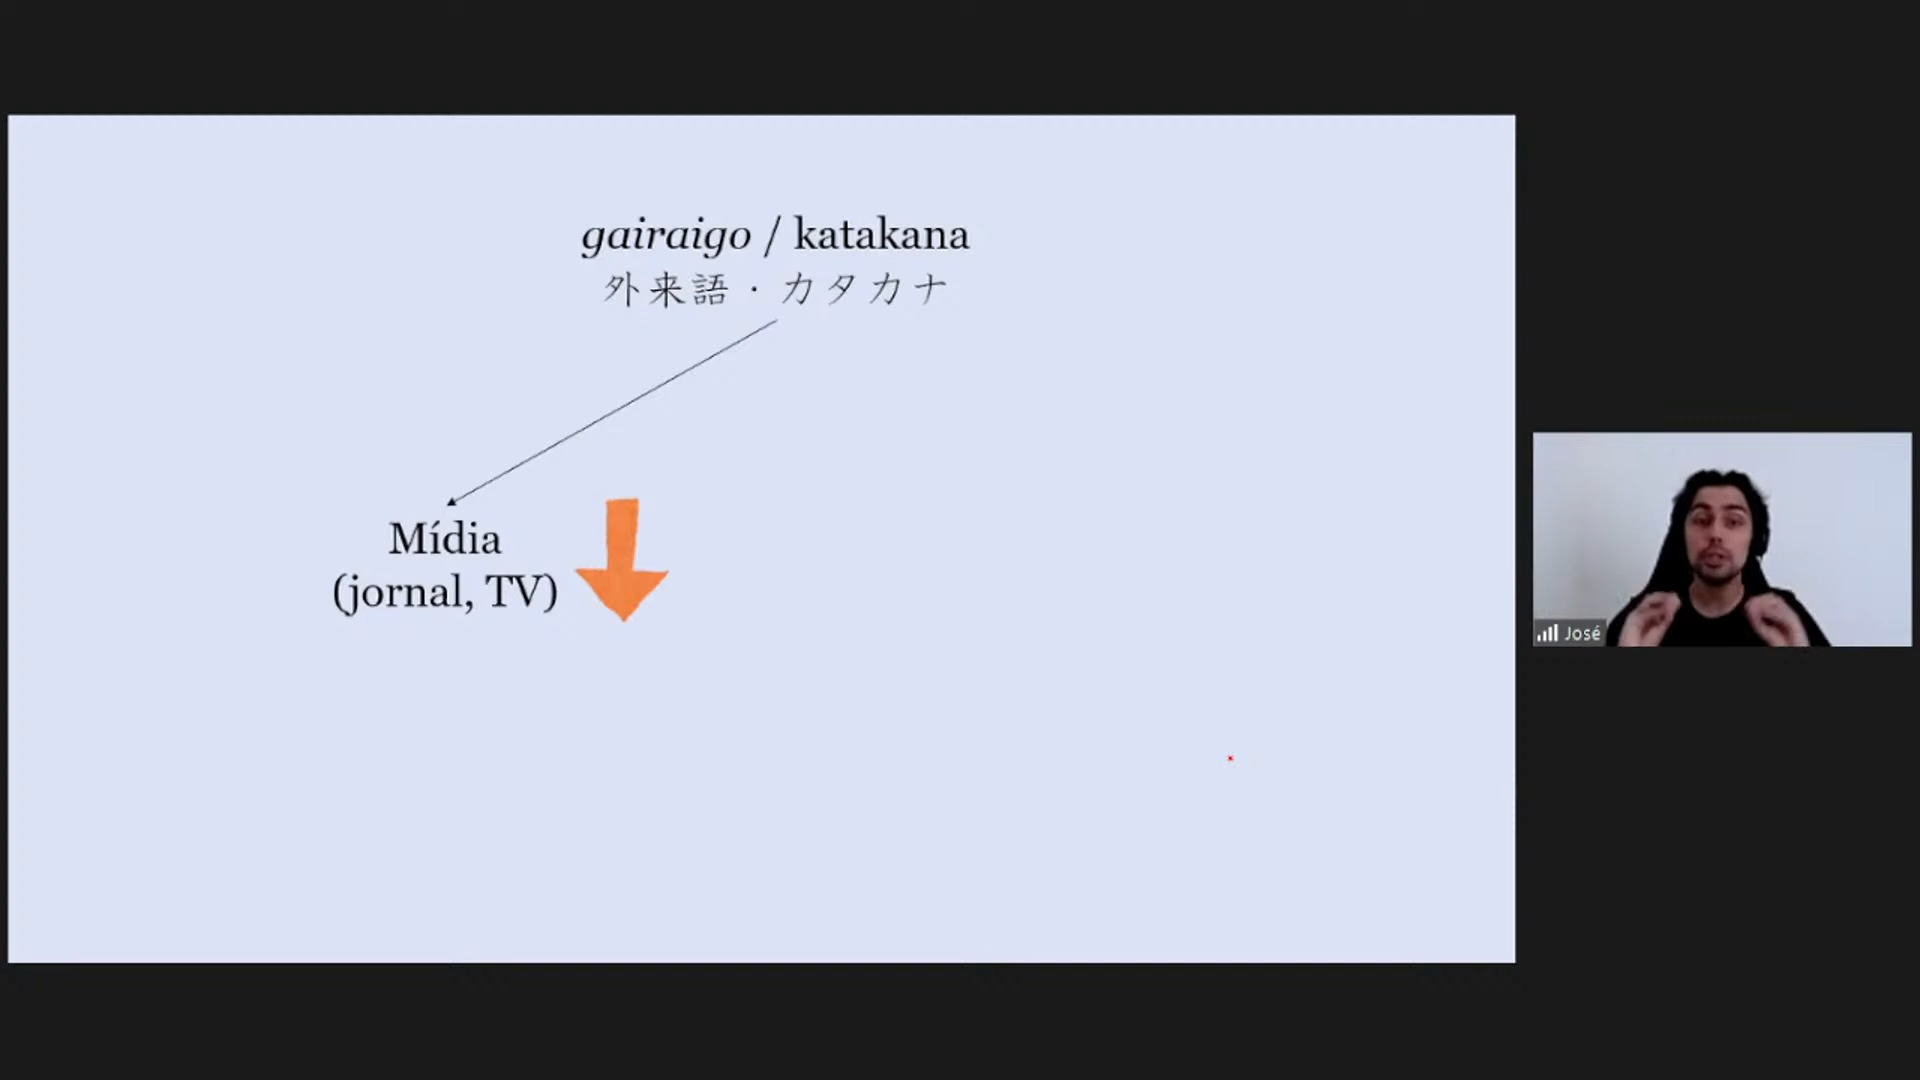 gairaigo / katakana
外来語・カタカナ
Mídia
(jornal, TV)
José